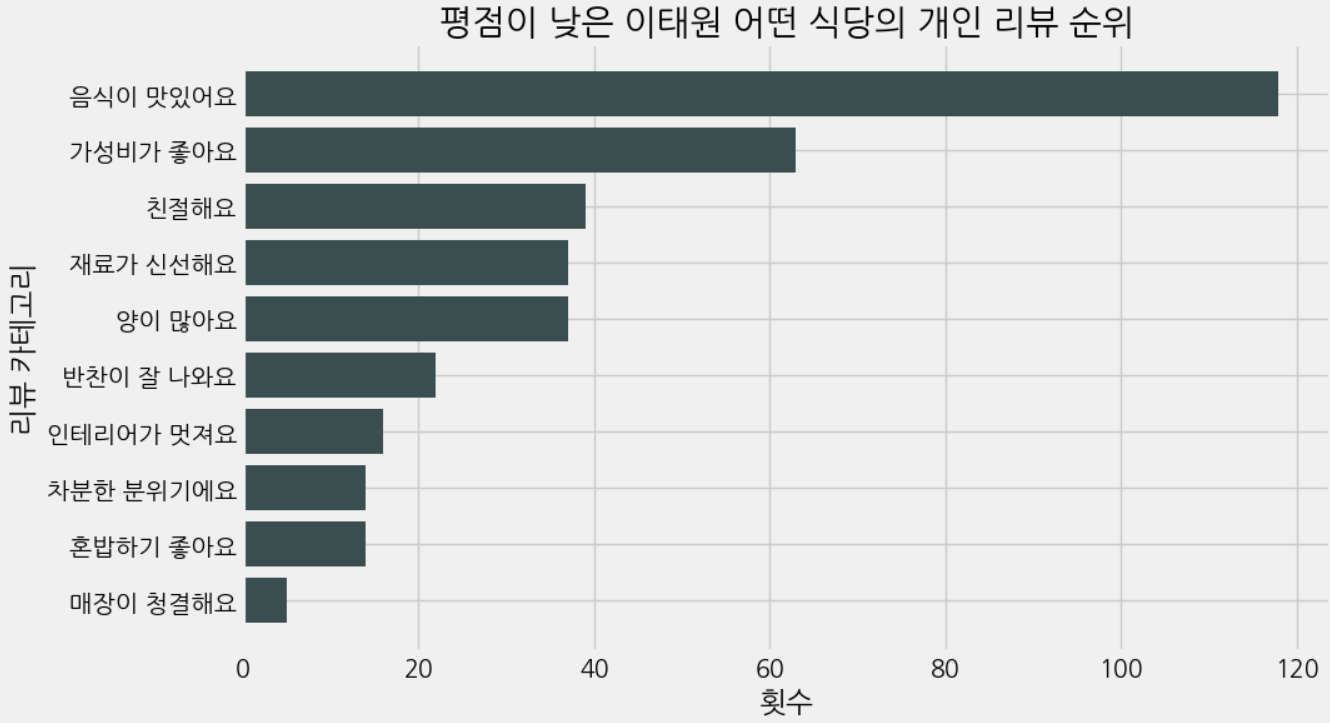 평점이 낮은 이태원 어떤 식당의 개인 리뷰 순위
리뷰 카테고리
음식이 맛있어요
가성비가 좋아요
친절해요
재료가 신선해요
양이 많아요
반찬이 잘 나와요
인테리어가 멋져요
차분한 분위기에요
혼밥하기 좋아요
매장이 청결해요
0 20 40 60 80 100 120
횟수